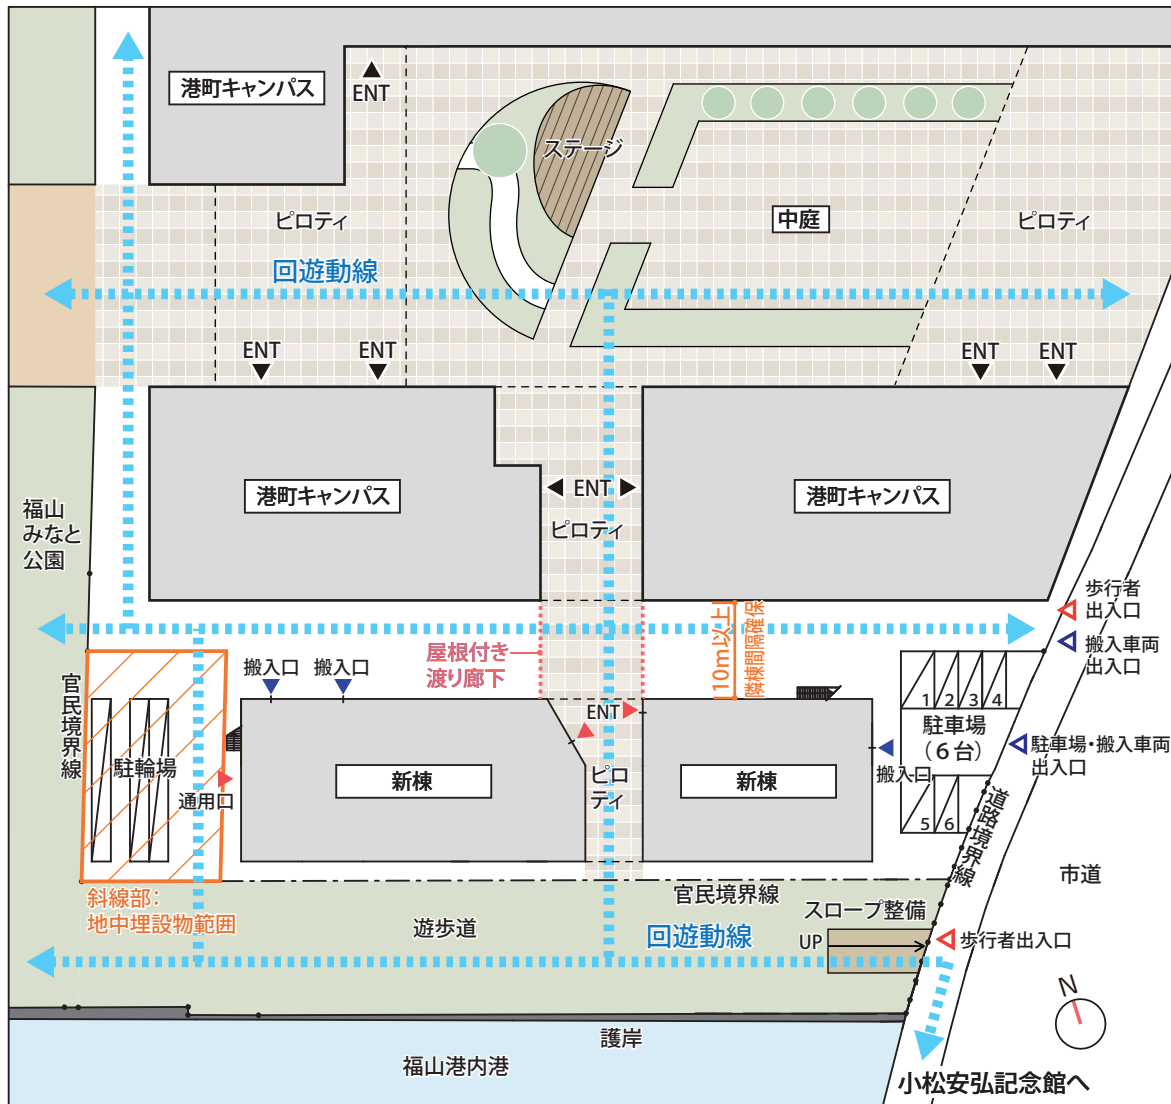 港町キャンパス
ENT
ステージ
ピロティ
中庭
ピロティ
回遊動線
ENT
ENT
ENT
ENT
港町キャンパス
ENT
港町キャンパス
ピロティ
福山
みなと
公園
歩行者
出入口
搬入車両
出入口
屋根付き
渡り廊下
10m以上
隣棟間隔確保
搬入口
搬入口
官民境界線
ENT
1
2
3
4
駐車場
（6台）
駐車場・搬入車両
出入口
駐輪場
通用口
新棟
ピロ
ティ
新棟
搬入口
5
6
道路境界線
市道
斜線部：
地中埋設物範囲
官民境界線
遊歩道
スロープ整備
回遊動線
UP
歩行者出入口
N
護岸
福山港内港
小松安弘記念館へ